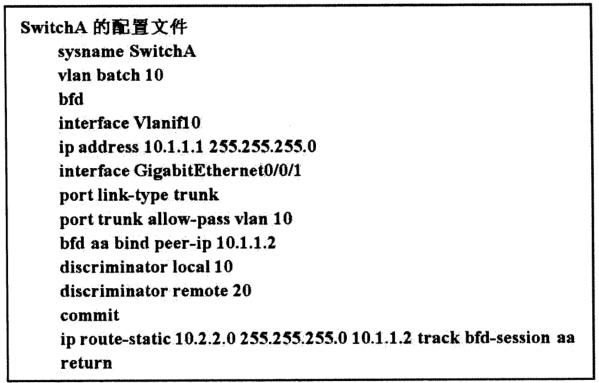 SwitchA 的配置文件
sysname SwitchA
vlan batch 10
bfd
interface Vlanif10
ip address 10.1.1.1 255.255.255.0
interface GigabitEthernet0/0/1
port link-type trunk
port trunk allow-pass vlan 10
bfd aa bind peer-ip 10.1.1.2
discriminator local 10
discriminator remote 20
commit
ip route-static 10.2.2.0 255.255.255.0 10.1.1.2 track bfd-session aa
return